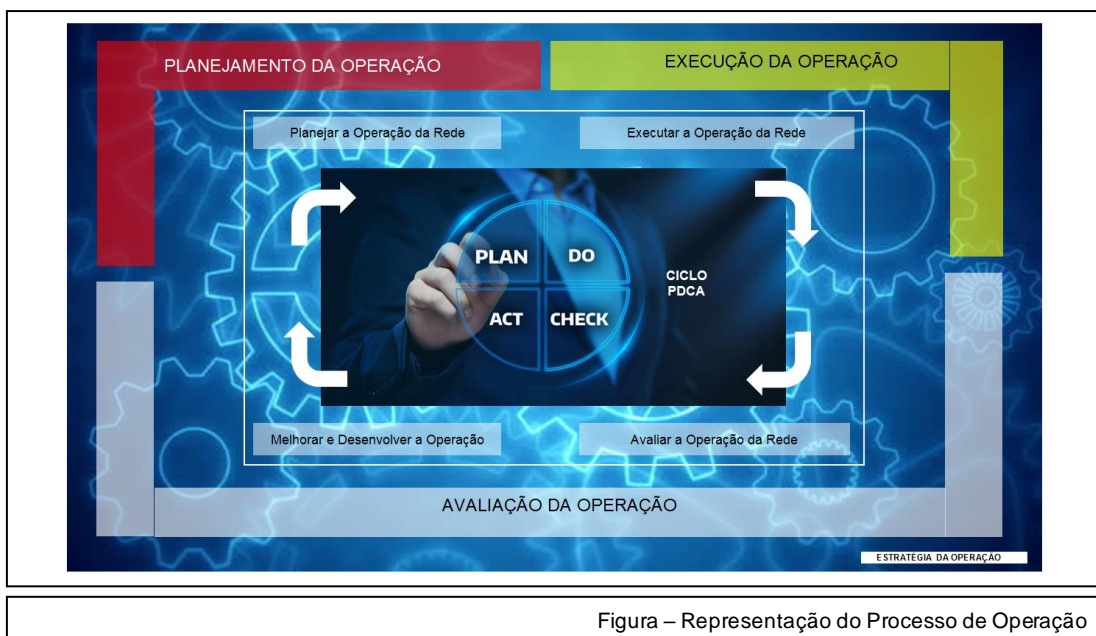 PLANEJAMENTO DA OPERAÇÃO
EXECUÇÃO DA OPERAÇÃO
Planejar a Operação da Rede
Executar a Operação da Rede
PLAN
DO
CICLO
PDCA
ACT
CHECK
Melhorar e Desenvolver a Operação
Avaliar a Operação da Rede
AVALIAÇÃO DA OPERAÇÃO
ESTRATÉGIA DA OPERAÇÃO
Figura – Representação do Processo de Operação